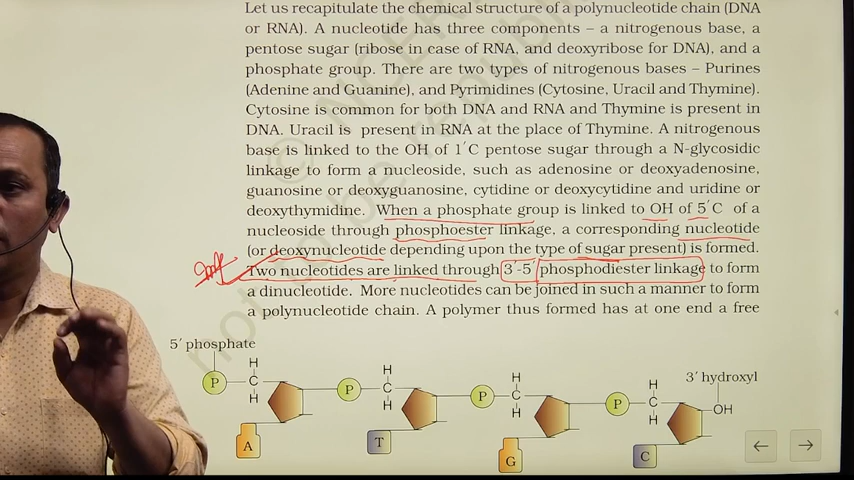 Let us recapitulate the chemical structure of a polynucleotide chain (DNA
or RNA). A nucleotide has three components – a nitrogenous base, a
pentose sugar (ribose in case of RNA, and deoxyribose for DNA), and a
phosphate group. There are two types of nitrogenous bases – Purines
(Adenine and Guanine), and Pyrimidines (Cytosine, Uracil and Thymine).
Cytosine is common for both DNA and RNA and Thymine is present in
DNA. Uracil is present in RNA at the place of Thymine. A nitrogenous
base is linked to the OH of 1′C pentose sugar through a N-glycosidic
linkage to form a nucleoside, such as adenosine or deoxyadenosine,
guanosine or deoxyguanosine, cytidine or deoxycytidine and uridine or
deoxythymidine. When a phosphate group is linked to OH of 5′C of a
nucleoside through phosphoester linkage, a corresponding nucleotide
(or deoxynucleotide depending upon the type of sugar present) is formed.
Two nucleotides are linked through 3′-5′ phosphodiester linkage to form
a dinucleotide. More nucleotides can be joined in such a manner to form
a polynucleotide chain. A polymer thus formed has at one end a free
5′ phosphate
3′ hydroxyl
H H H H
P C P C P C P C OH
H H H H
A T G C